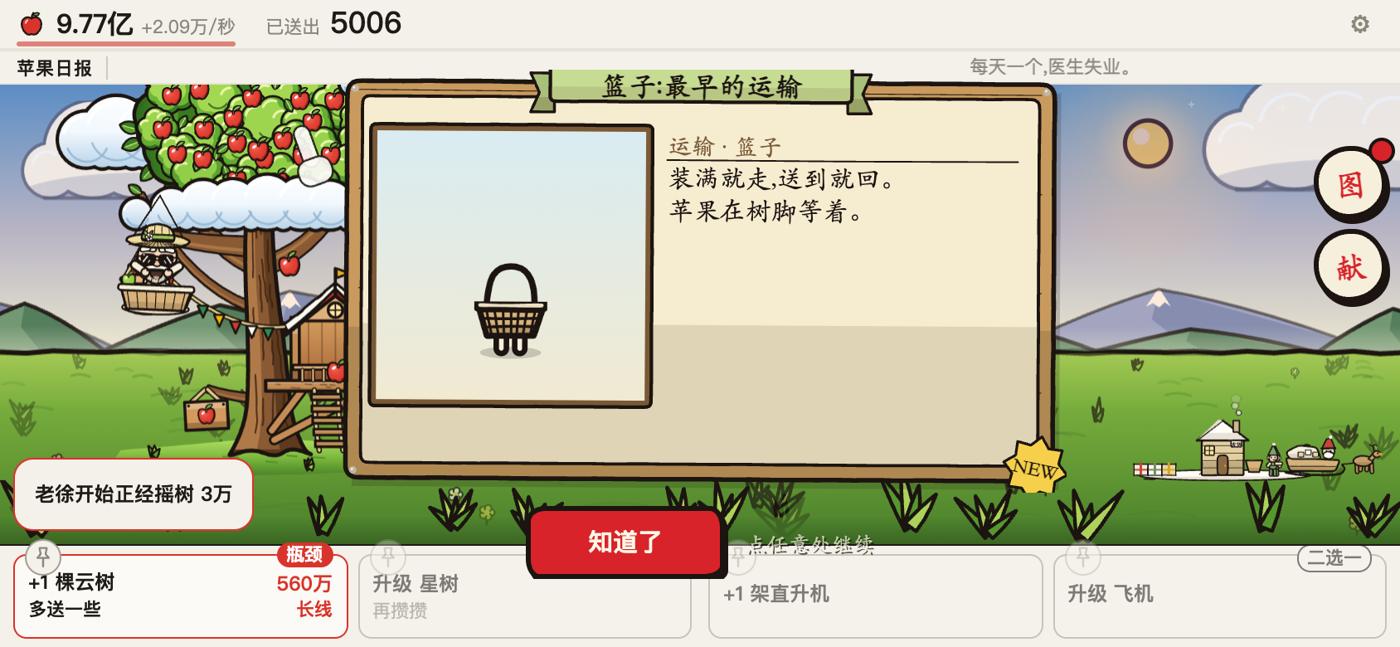 9.77亿 +2.09万/秒 已送出 5006
苹果日报
每天一个,医生失业。
篮子:最早的运输
运输 · 篮子
装满就走,送到就回。
苹果在树脚等着。
图
献
NEW
老徐开始正经摇树 3万
知道了
点任意处继续
瓶颈
+1 棵云树 560万
多送一些 长线
升级 星树
再攒攒
+1 架直升机
二选一
升级 飞机